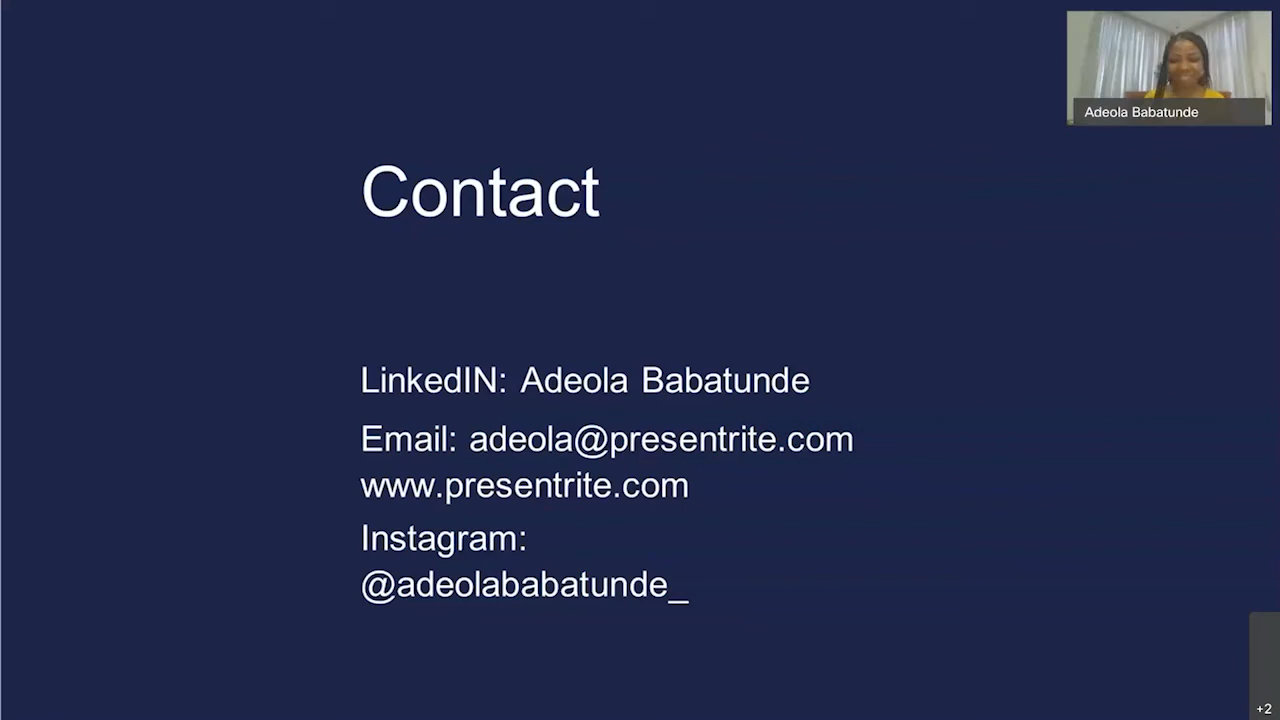 Adeola Babatunde
Contact
LinkedIN: Adeola Babatunde
Email: adeola@presentrite.com
www.presentrite.com
Instagram:
@adeolababatunde_
+2